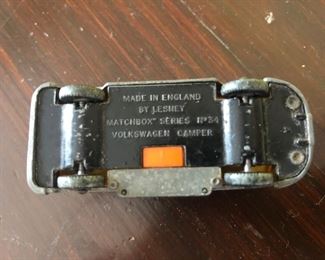 MADE IN ENGLAND
BY LESNEY
MATCHBOX SERIES Nº34
VOLKSWAGEN CAMPER